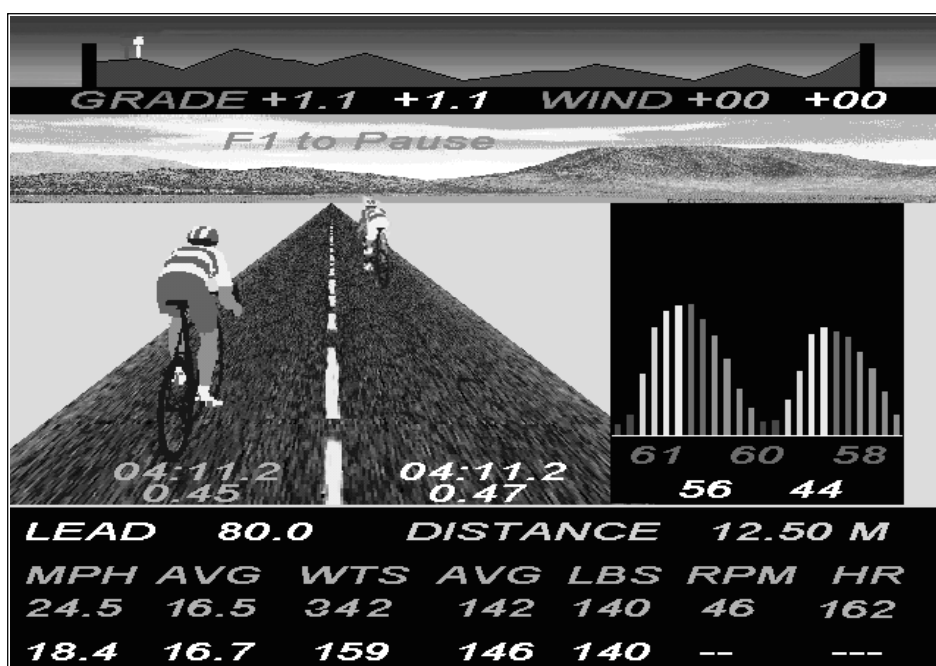 GRADE +1.1 +1.1 WIND +00 +00
F1 to Pause
61 60 58
04:11.2 04:11.2
0.45 0.47
56 44
LEAD 80.0 DISTANCE 12.50 M
MPH AVG WTS AVG LBS RPM HR
24.5 16.5 342 142 140 46 162
18.4 16.7 159 146 140 -- ---